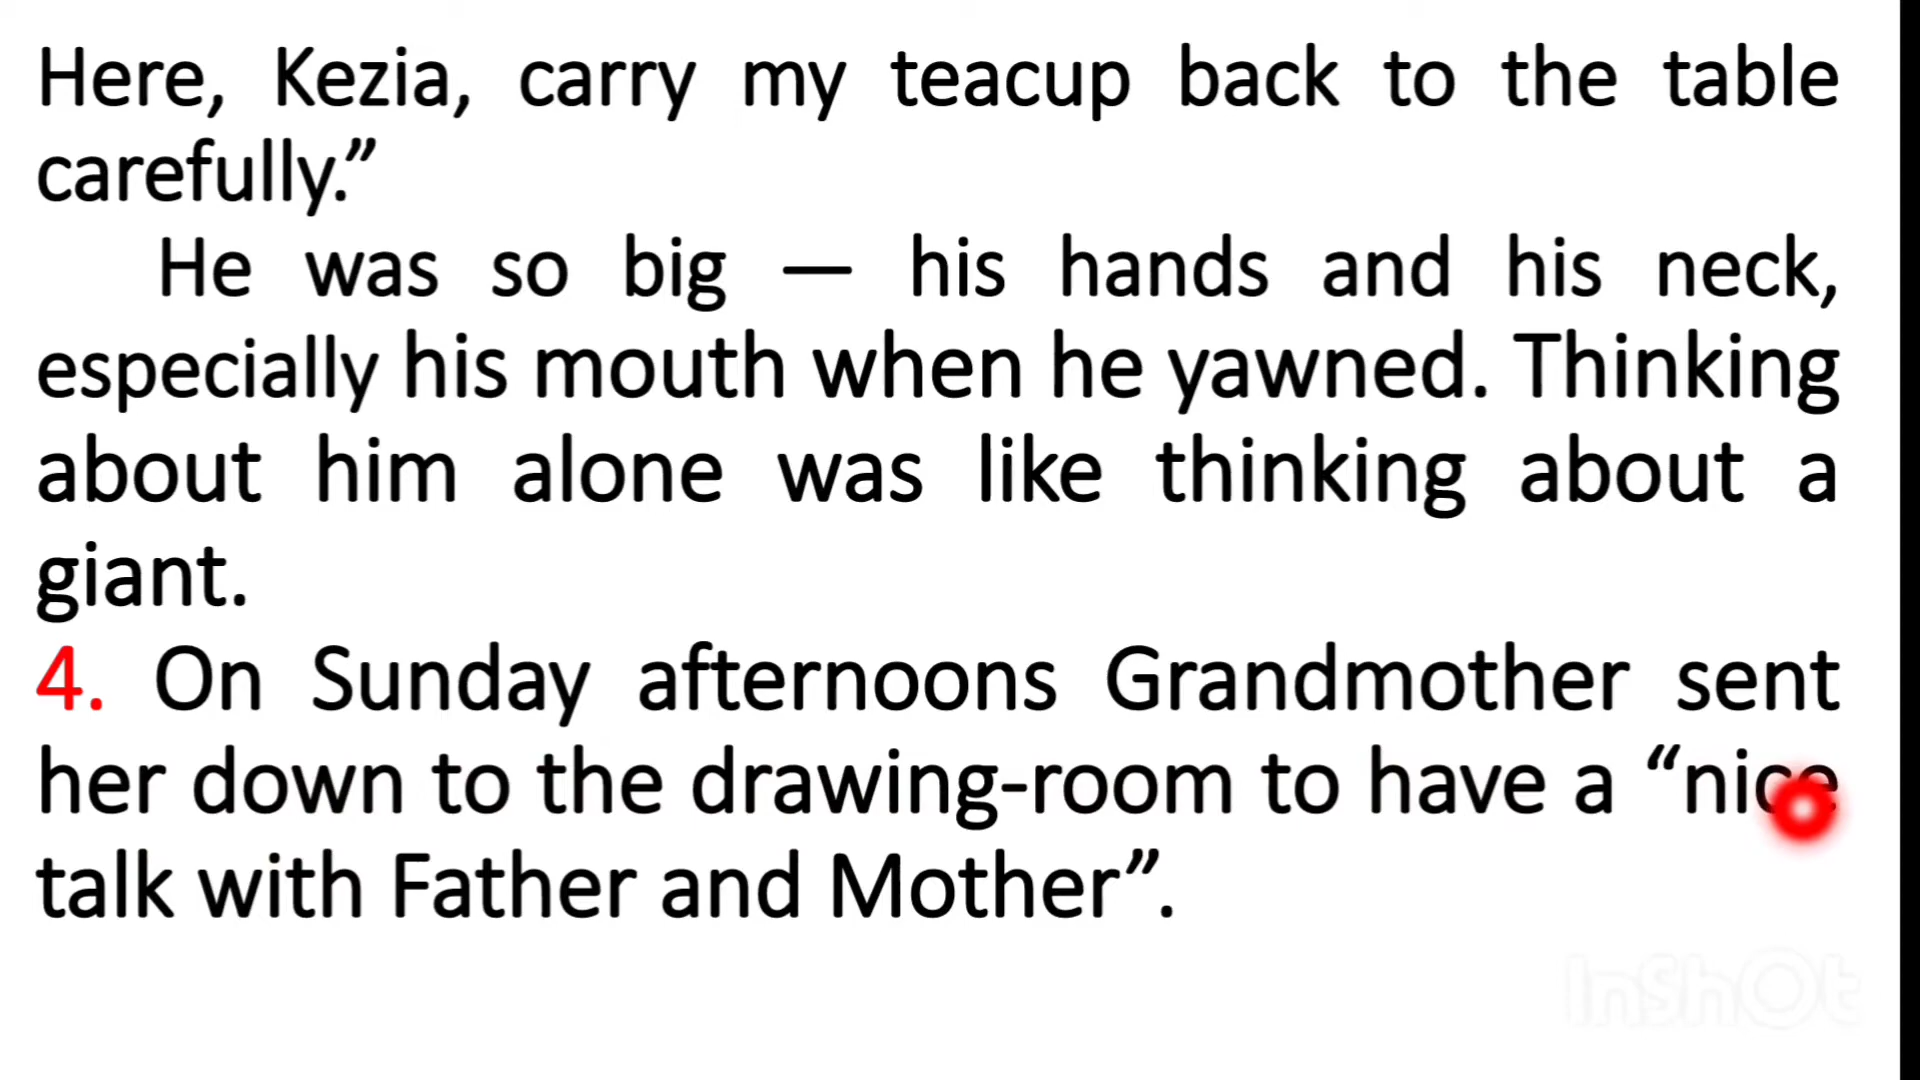 Here, Kezia, carry my teacup back to the table
carefully.”
He was so big — his hands and his neck,
especially his mouth when he yawned. Thinking
about him alone was like thinking about a
giant.
4. On Sunday afternoons Grandmother sent
her down to the drawing-room to have a “nice
talk with Father and Mother”.
InShOt